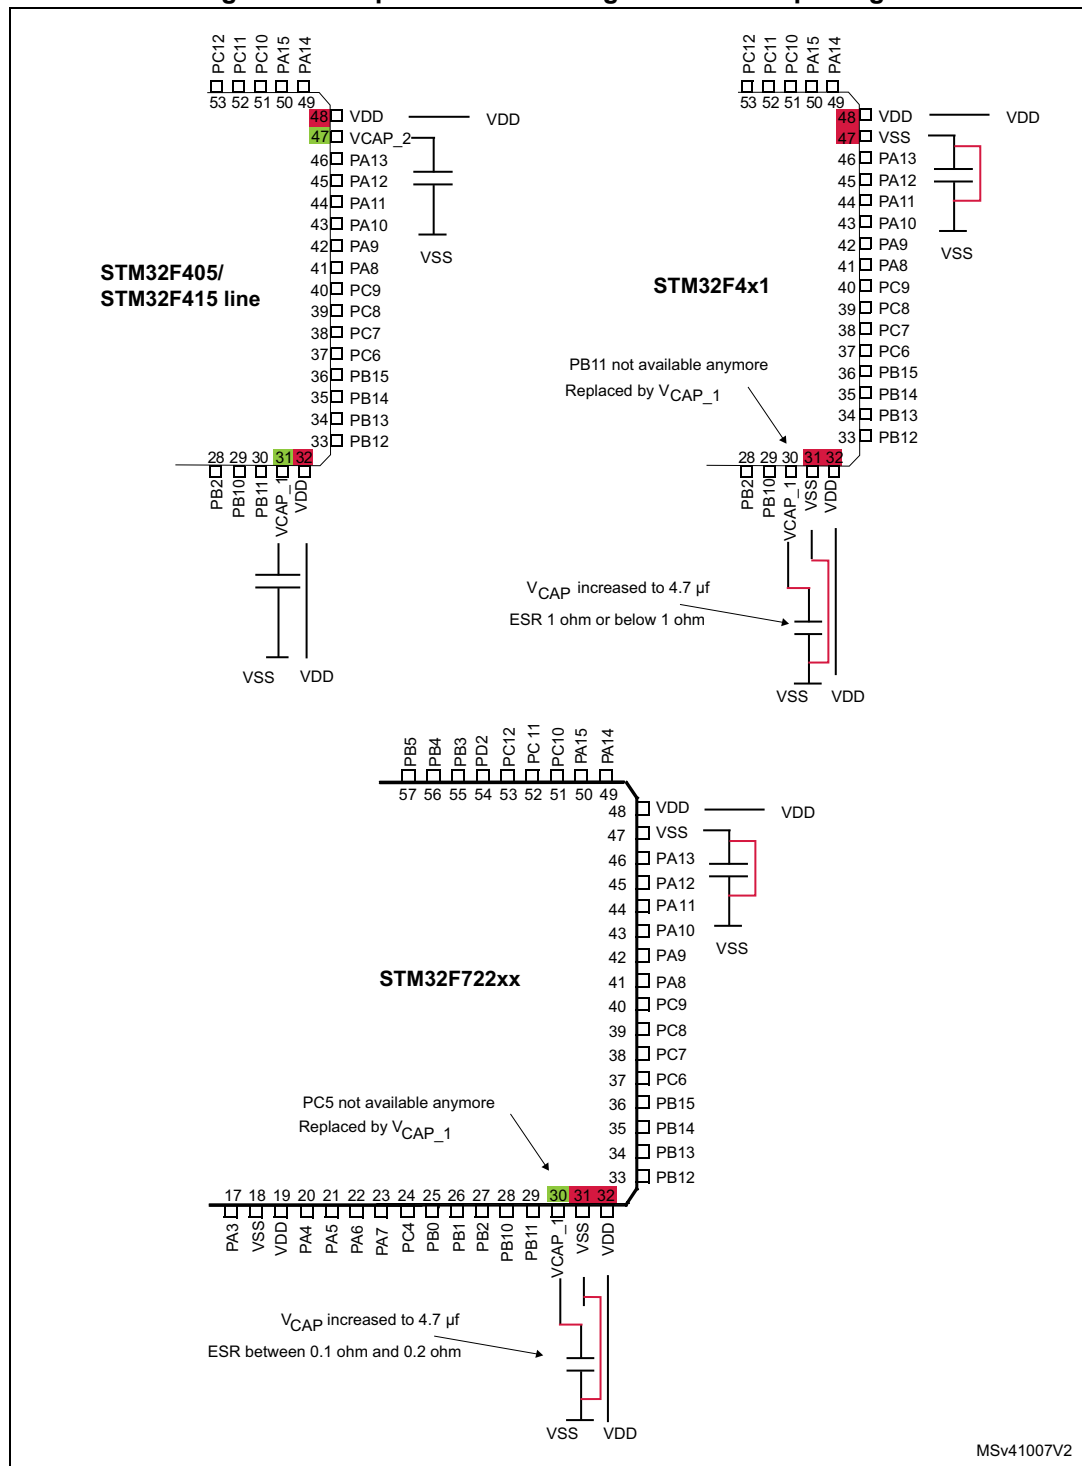 PC12 PC11 PC10 PA15 PA14
53 52 51 50 49
48 VDD VDD
47 VCAP_2
46 PA13
45 PA12
44 PA11
43 PA10
42 PA9
41 PA8
40 PC9
39 PC8
38 PC7
37 PC6
36 PB15
35 PB14
34 PB13
33 PB12
VSS
STM32F405/
STM32F415 line
28 29 30 31 32
PB2 PB10 PB11 VCAP_1 VDD
VSS VDD
PC12 PC11 PC10 PA15 PA14
53 52 51 50 49
48 VDD VDD
47 VSS
46 PA13
45 PA12
44 PA11
43 PA10
42 PA9
41 PA8
40 PC9
39 PC8
38 PC7
37 PC6
36 PB15
35 PB14
34 PB13
33 PB12
VSS
STM32F4x1
PB11 not available anymore
Replaced by VCAP_1
28 29 30 31 32
PB2 PB10 VCAP_1 VSS VDD
VCAP increased to 4.7 µf
ESR 1 ohm or below 1 ohm
VSS VDD
PB5 PB4 PB3 PD2 PC12 PC 11 PC10 PA15 PA14
57 56 55 54 53 52 51 50 49
48 VDD VDD
47 VSS
46 PA13
45 PA12
44 PA11
43 PA10
42 PA9
41 PA8
40 PC9
39 PC8
38 PC7
37 PC6
36 PB15
35 PB14
34 PB13
33 PB12
VSS
STM32F722xx
PC5 not available anymore
Replaced by VCAP_1
17 18 19 20 21 22 23 24 25 26 27 28 29 30 31 32
PA3 VSS VDD PA4 PA5 PA6 PA7 PC4 PB0 PB1 PB2 PB10 PB11 VCAP_1 VSS VDD
VCAP increased to 4.7 µf
ESR between 0.1 ohm and 0.2 ohm
VSS VDD
MSv41007V2